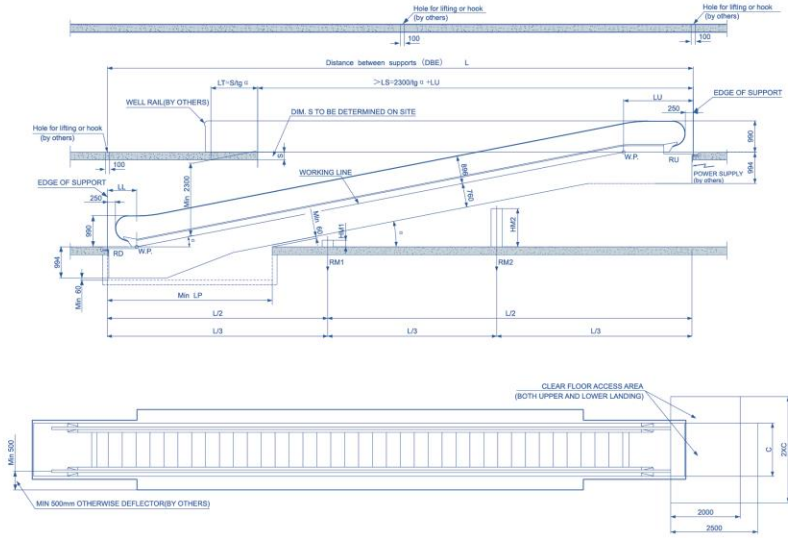 Hole for lifting or hook
(by others)
100
Hole for lifting or hook
(by others)
100
Distance between supports (DBE) L
LT=S/tg α
>LS=2300/tg α +LU
LU
250
EDGE OF SUPPORT
WELL RAIL(BY OTHERS)
DIM. S TO BE DETERMINED ON SITE
Hole for lifting or hook
(by others)
100
S
990
W.P.
RU
994
POWER SUPPLY
(by others)
EDGE OF SUPPORT
LL
250
Min 2300
WORKING LINE
760
990
Min 60
HM1
HM2
α
α
RD
W.P.
994
RM1
RM2
Min 60
Min LP
L/2
L/2
L/3
L/3
L/3
CLEAR FLOOR ACCESS AREA
(BOTH UPPER AND LOWER LANDING)
Min 500
C
2XC
MIN 500mm OTHERWISE DEFLECTOR(BY OTHERS)
2000
2500